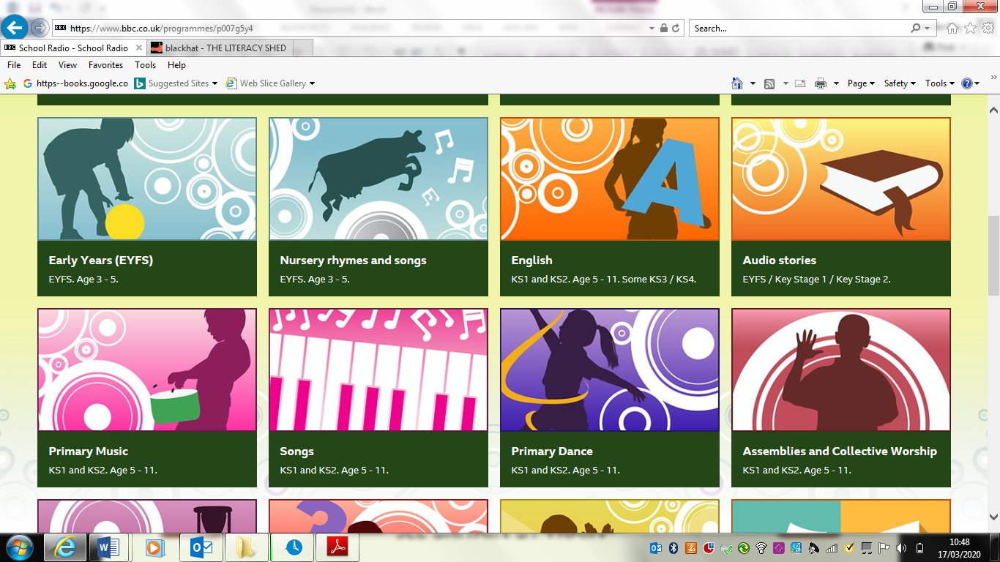 https://www.bbc.co.uk/programmes/p007g5y4
Search...
School Radio - School Radio
blackhat - THE LITERACY SHED
File Edit View Favorites Tools Help
https--books.google.co Suggested Sites Web Slice Gallery
Page Safety Tools
Early Years (EYFS)
EYFS. Age 3 - 5.
Nursery rhymes and songs
EYFS. Age 3 - 5.
English
KS1 and KS2. Age 5 - 11. Some KS3 / KS4.
A
Audio stories
EYFS / Key Stage 1 / Key Stage 2.
Primary Music
KS1 and KS2. Age 5 - 11.
Songs
KS1 and KS2. Age 5 - 11.
Primary Dance
KS1 and KS2. Age 5 - 11.
Assemblies and Collective Worship
KS1 and KS2. Age 5 - 11.
10:48
17/03/2020